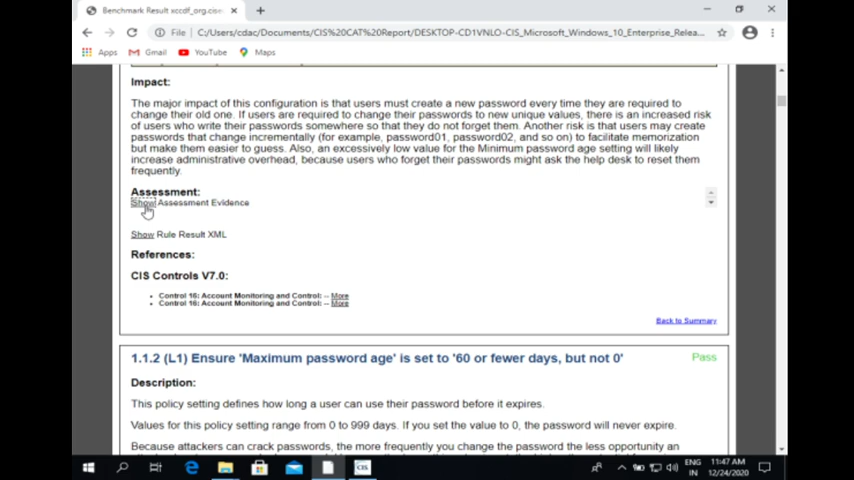 Benchmark Result xccdf_org.cise
File
C:/Users/cdac/Documents/CIS%20CAT%20Report/DESKTOP-CD1VNLO-CIS_Microsoft_Windows_10_Enterprise_Relea...
Apps
Gmail
YouTube
Maps
Impact:
The major impact of this configuration is that users must create a new password every time they are required to
change their old one. If users are required to change their passwords to new unique values, there is an increased risk
of users who write their passwords somewhere so that they do not forget them. Another risk is that users may create
passwords that change incrementally (for example, password01, password02, and so on) to facilitate memorization
but make them easier to guess. Also, an excessively low value for the Minimum password age setting will likely
increase administrative overhead, because users who forget their passwords might ask the help desk to reset them
frequently.
Assessment:
Show Assessment Evidence
Show Rule Result XML
References:
CIS Controls V7.0:
• Control 16: Account Monitoring and Control: -- More
• Control 16: Account Monitoring and Control: -- More
Back to Summary
1.1.2 (L1) Ensure 'Maximum password age' is set to '60 or fewer days, but not 0'
Pass
Description:
This policy setting defines how long a user can use their password before it expires.
Values for this policy setting range from 0 to 999 days. If you set the value to 0, the password will never expire.
Because attackers can crack passwords, the more frequently you change the password the less opportunity an
CIS
ENG
IN
11:47 AM
12/24/2020